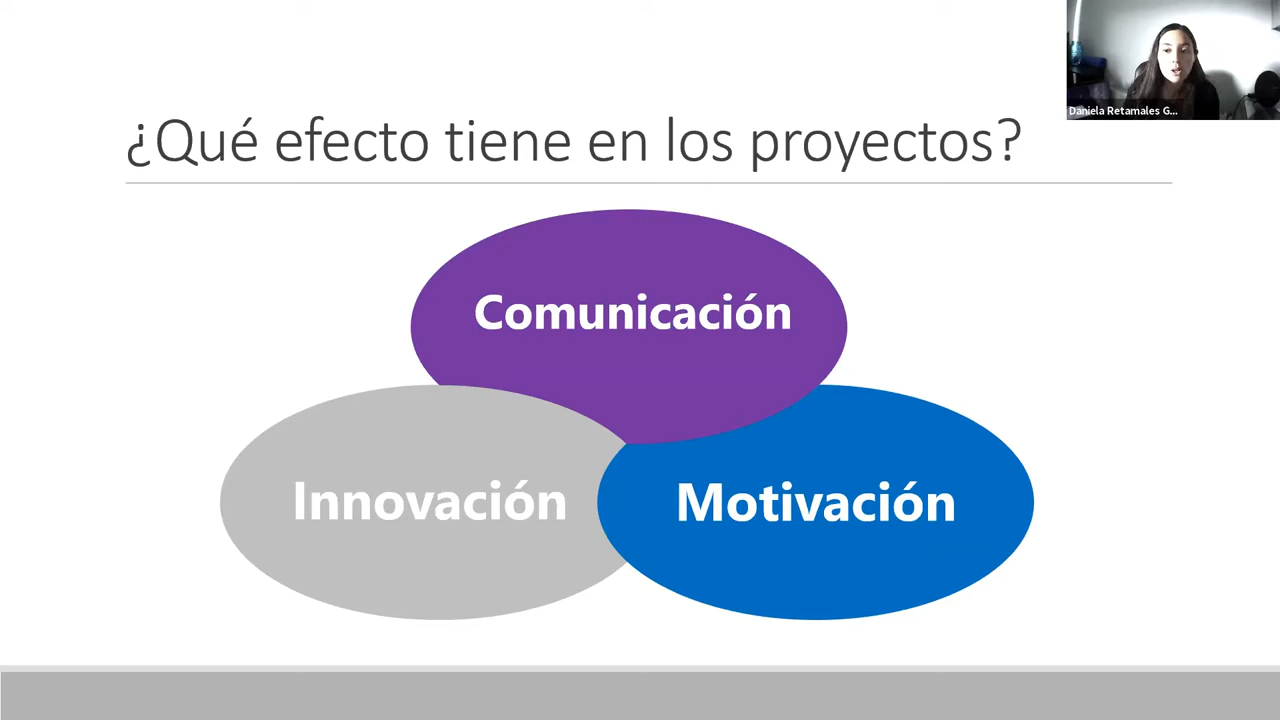 Daniela Retamales G...
¿Qué efecto tiene en los proyectos?
Comunicación
Innovación
Motivación